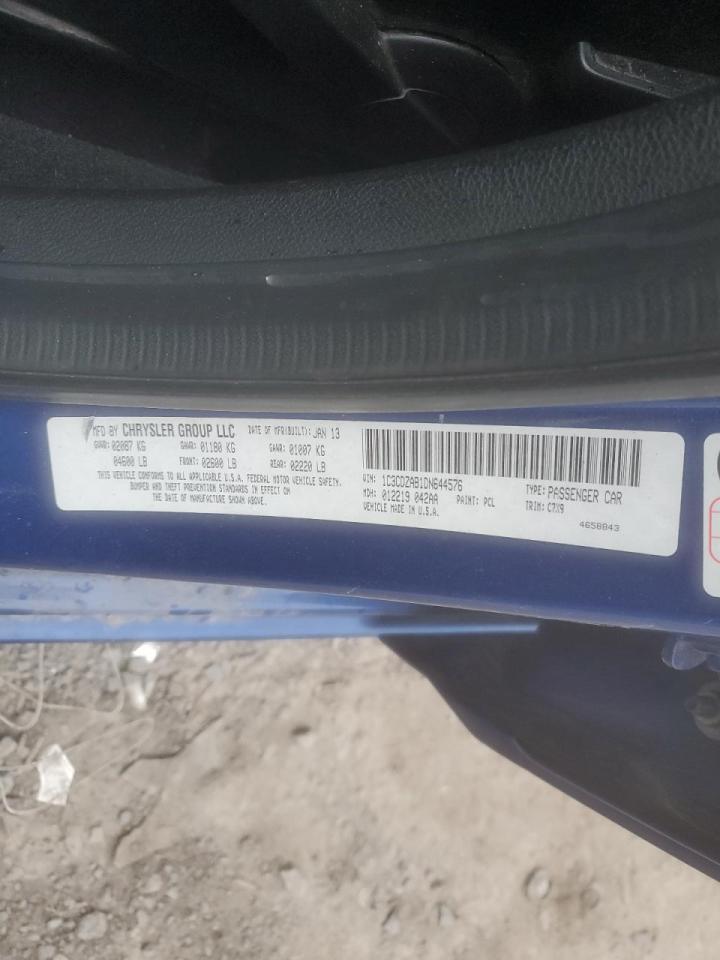 MFD BY CHRYSLER GROUP LLC DATE OF MFR(BUILT): JAN 13
GVWR: 02087 KG GAWR: 01180 KG GAWR: 01007 KG
04600 LB FRONT: 02600 LB REAR: 02220 LB
THIS VEHICLE CONFORMS TO ALL APPLICABLE U.S.A. FEDERAL MOTOR VEHICLE SAFETY,
BUMPER AND THEFT PREVENTION STANDARDS IN EFFECT ON
THE DATE OF MANUFACTURE SHOWN ABOVE.
VIN: 1C3CDZAB1DN644576 TYPE: PASSENGER CAR
MDH: 012219 042AA PAINT: PCL TRIM: C7X9
VEHICLE MADE IN U.S.A. 4658843